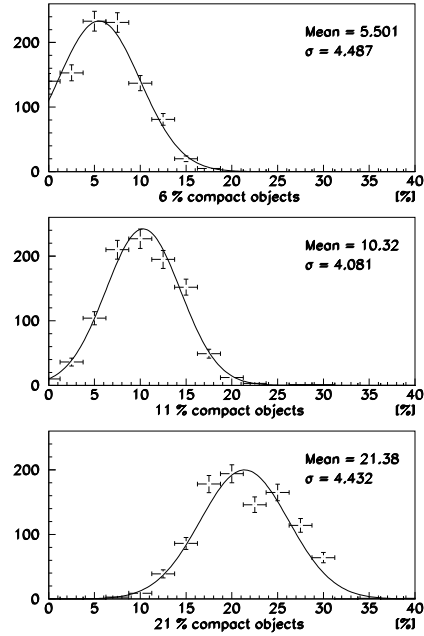 Mean = 5.501
σ = 4.487
200
100
0
0 5 10 15 20 25 30 35 40
6 % compact objects [%]
Mean = 10.32
σ = 4.081
200
100
0
0 5 10 15 20 25 30 35 40
11 % compact objects [%]
Mean = 21.38
σ = 4.432
200
100
0
0 5 10 15 20 25 30 35 40
21 % compact objects [%]